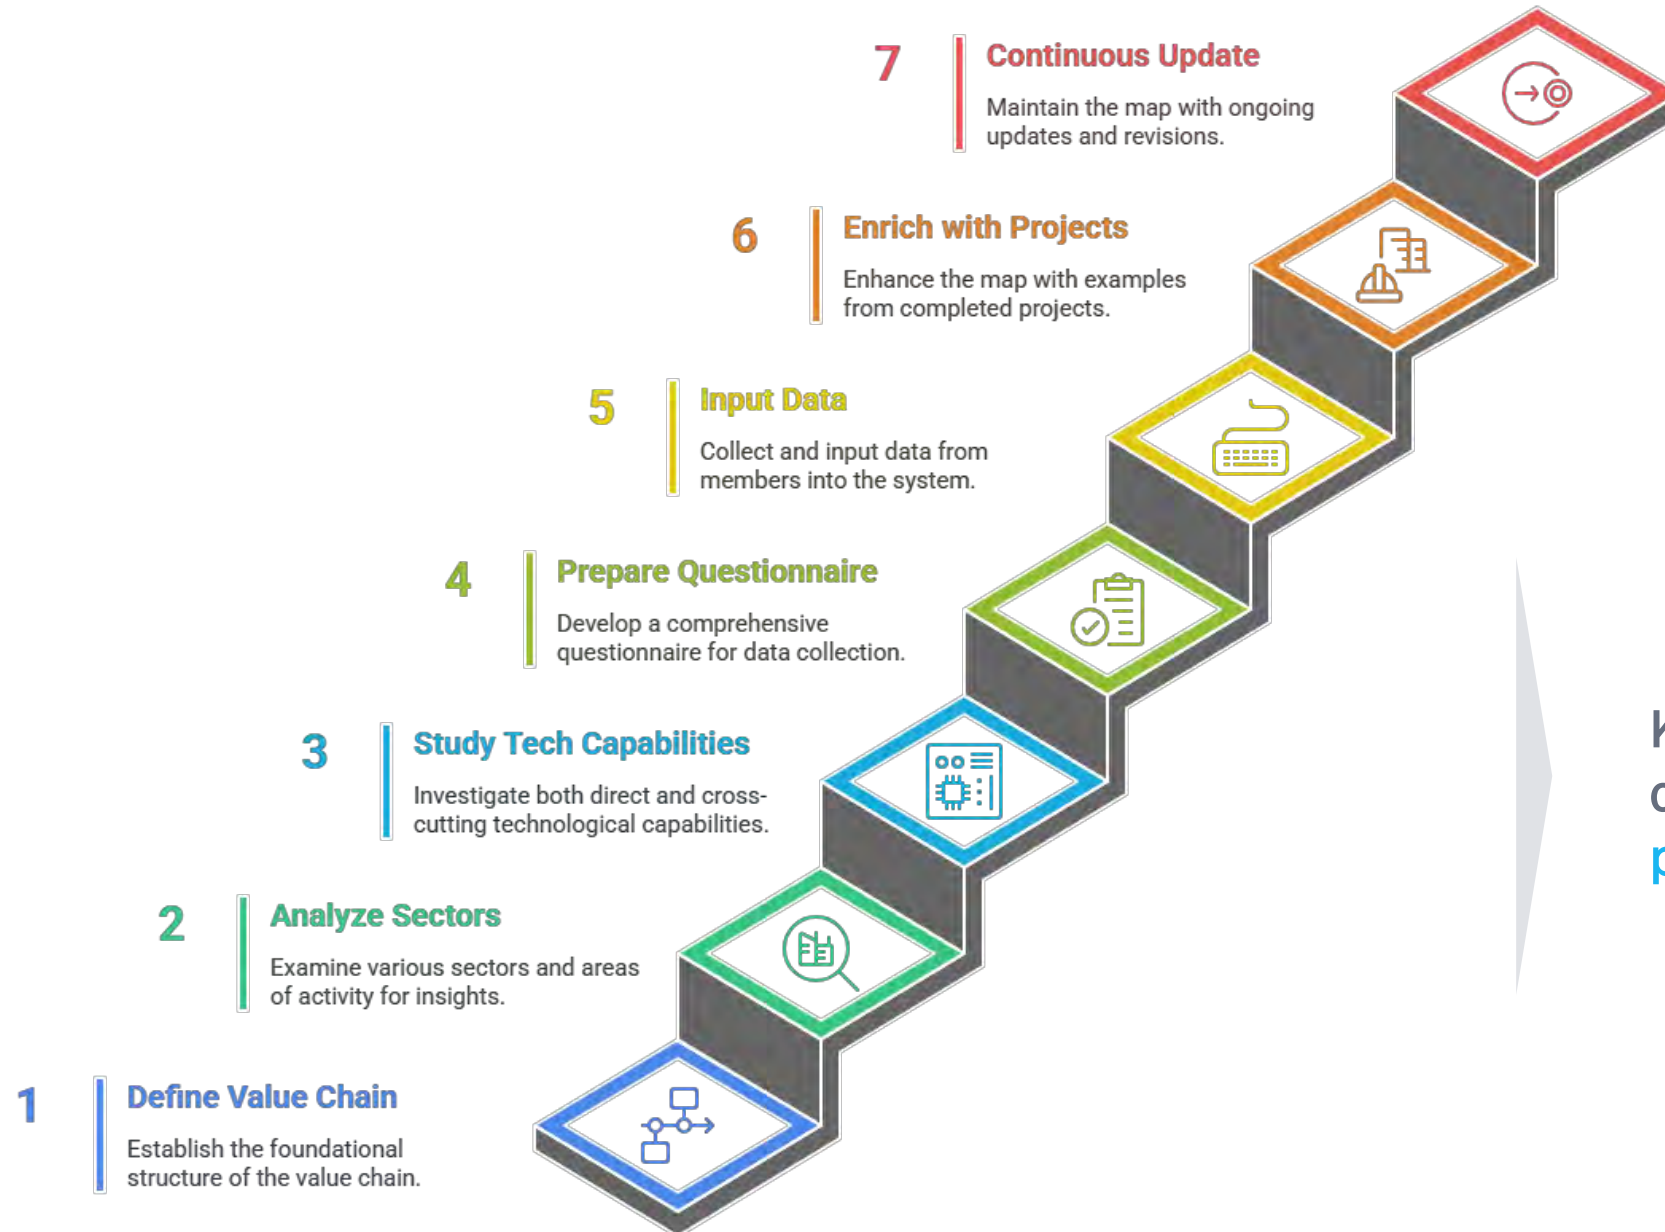 7
Continuous Update
Maintain the map with ongoing
updates and revisions.
6
Enrich with Projects
Enhance the map with examples
from completed projects.
5
Input Data
Collect and input data from
members into the system.
4
Prepare Questionnaire
Develop a comprehensive
questionnaire for data collection.
3
Study Tech Capabilities
Investigate both direct and cross-
cutting technological capabilities.
2
Analyze Sectors
Examine various sectors and areas
of activity for insights.
1
Define Value Chain
Establish the foundational
structure of the value chain.